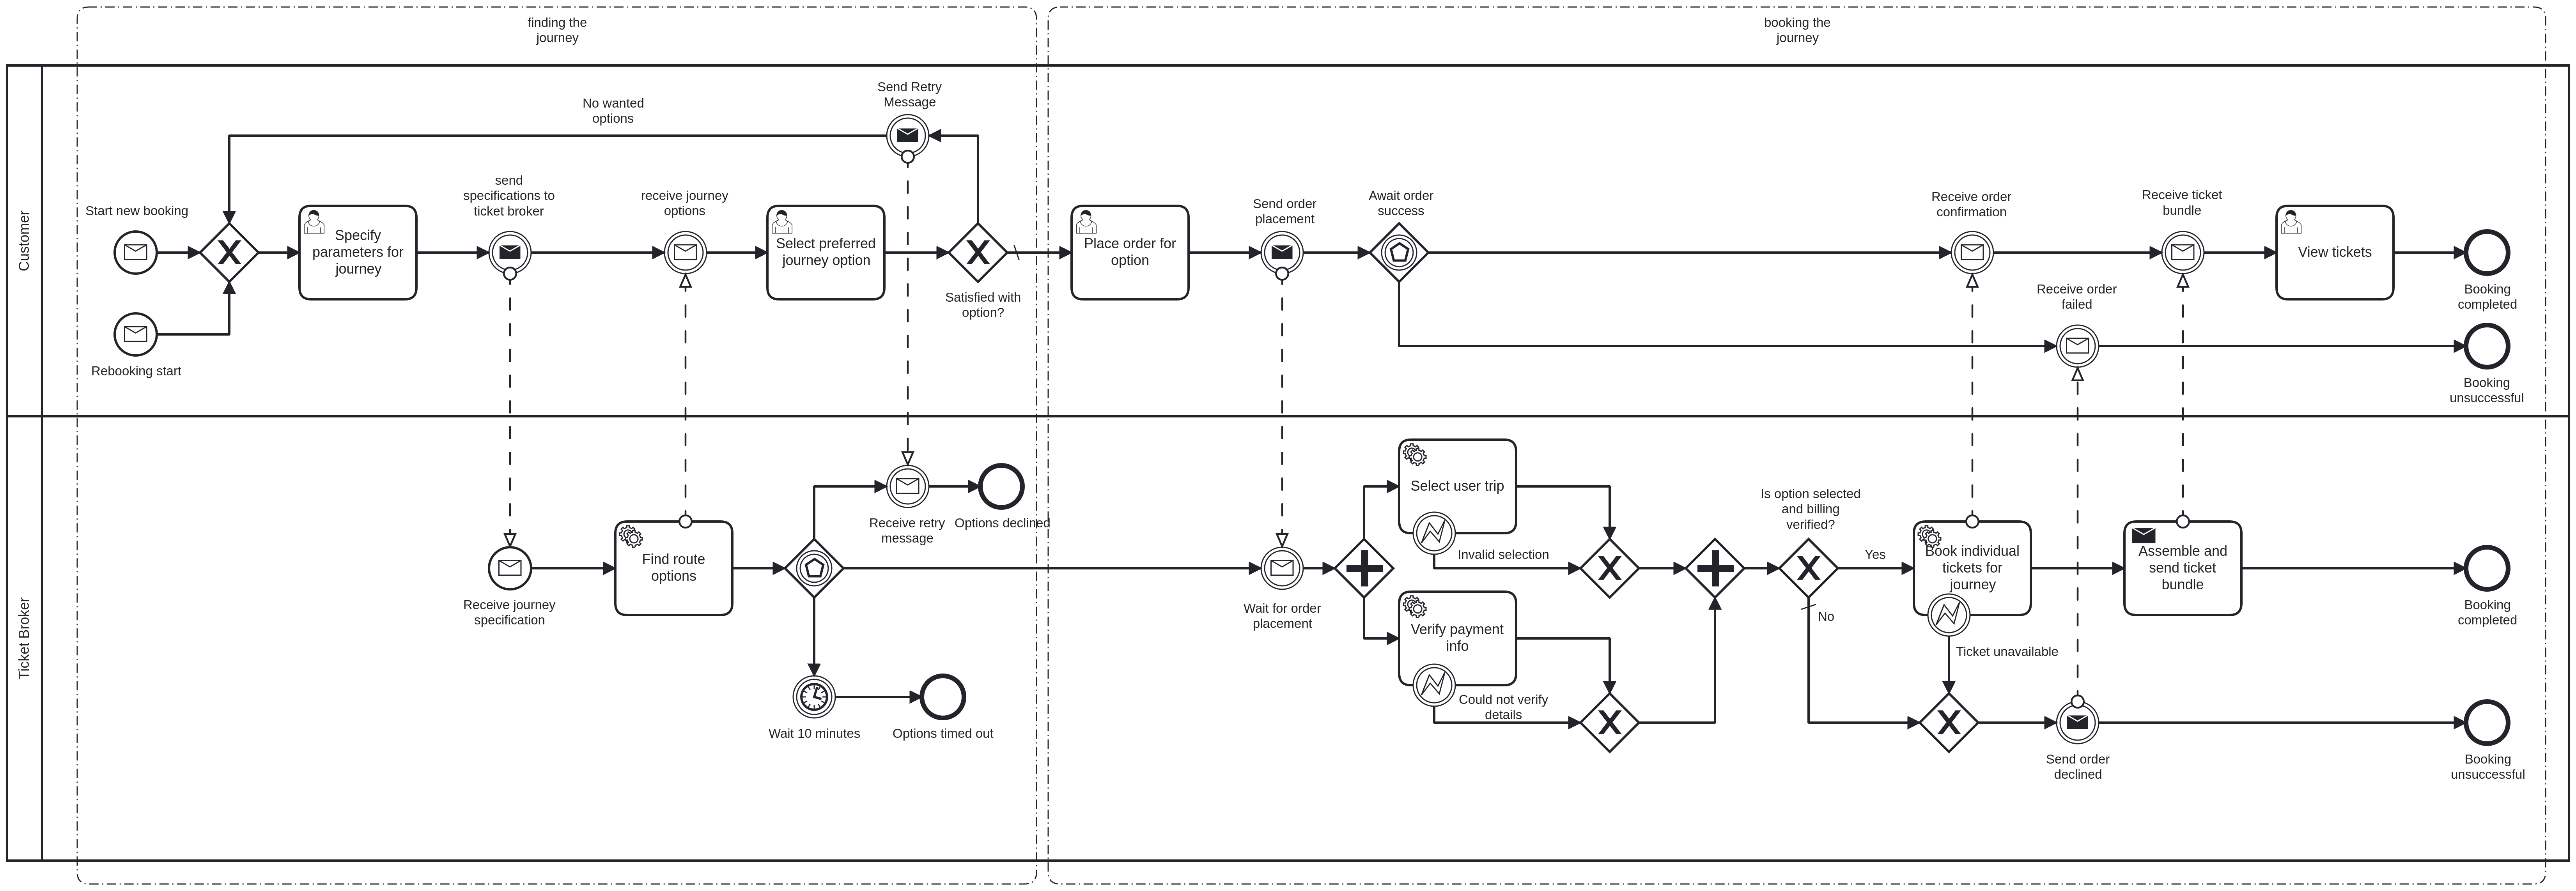 finding the
journey
booking the
journey
Customer
Send Retry
Message
No wanted
options
Start new booking
send
specifications to
ticket broker
receive journey
options
Specify
parameters for
journey
Select preferred
journey option
Satisfied with
option?
Rebooking start
Place order for
option
Send order
placement
Await order
success
Receive order
confirmation
Receive ticket
bundle
View tickets
Receive order
failed
Booking
completed
Booking
unsuccessful
Ticket Broker
Receive journey
specification
Find route
options
Receive retry
message
Options declined
Wait 10 minutes
Options timed out
Wait for order
placement
Select user trip
Invalid selection
Verify payment
info
Could not verify
details
Is option selected
and billing
verified?
Yes
No
Book individual
tickets for
journey
Ticket unavailable
Assemble and
send ticket
bundle
Send order
declined
Booking
completed
Booking
unsuccessful